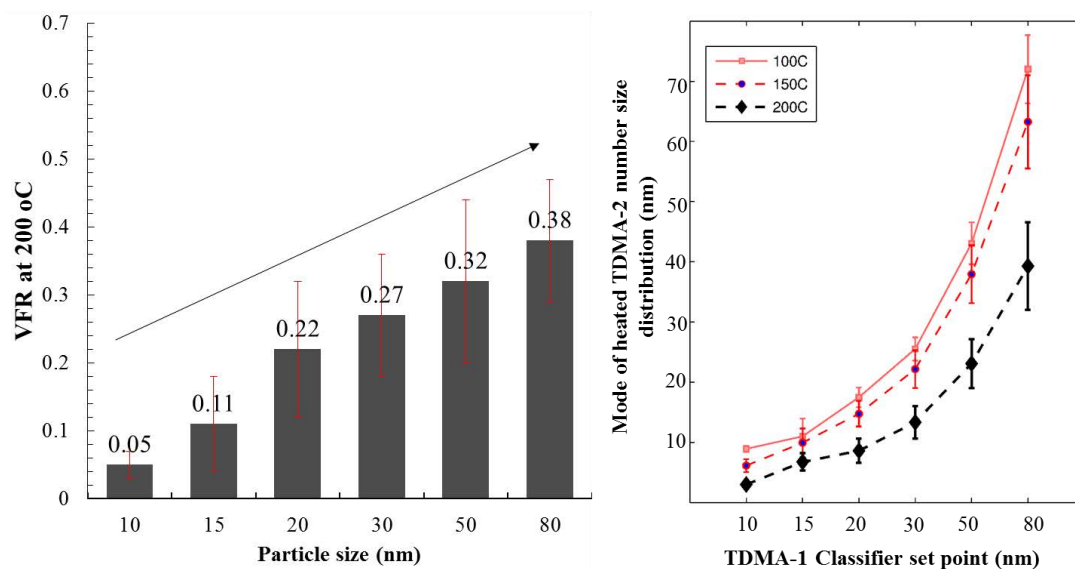 VFR at 200 oC
0.7
0.6
0.5
0.4
0.3
0.2
0.1
0
0.05
0.11
0.22
0.27
0.32
0.38
10 15 20 30 50 80
Particle size (nm)
Mode of heated TDMA-2 number size
distribution (nm)
70
60
50
40
30
20
10
100C
150C
200C
10 15 20 30 50 80
TDMA-1 Classifier set point (nm)